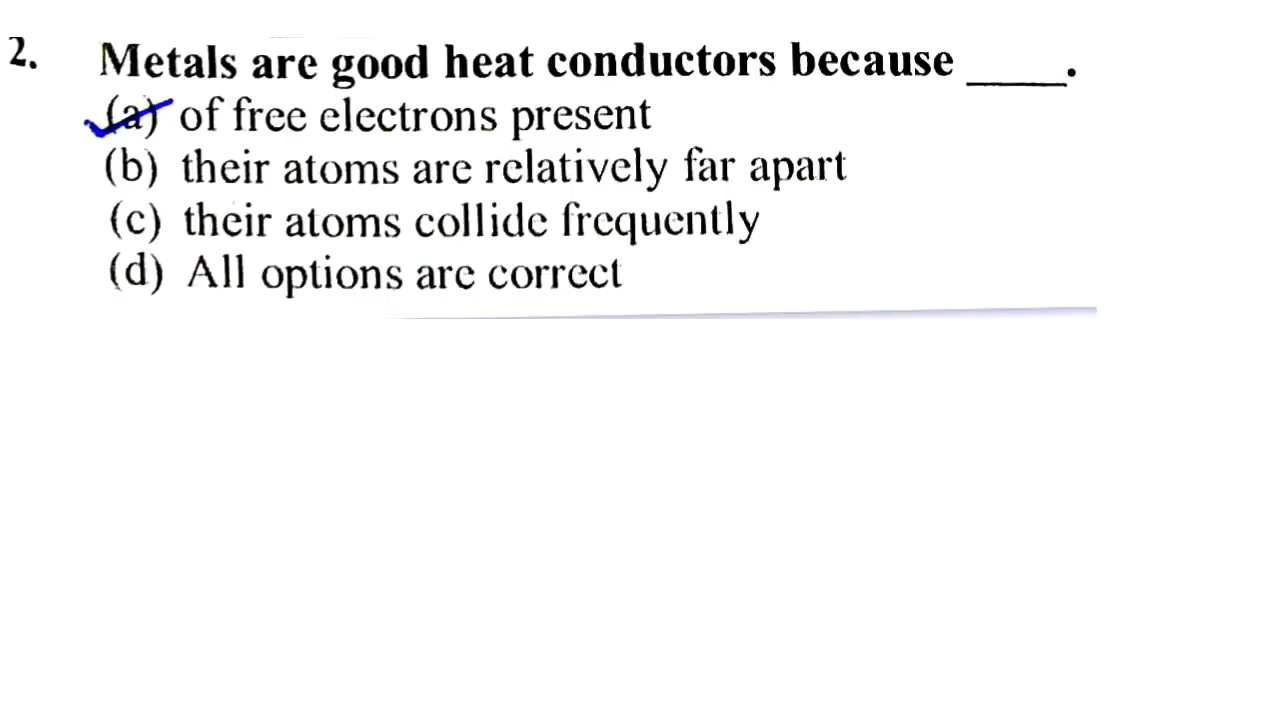 2. Metals are good heat conductors because ____.
(a) of free electrons present
(b) their atoms are relatively far apart
(c) their atoms collide frequently
(d) All options are correct